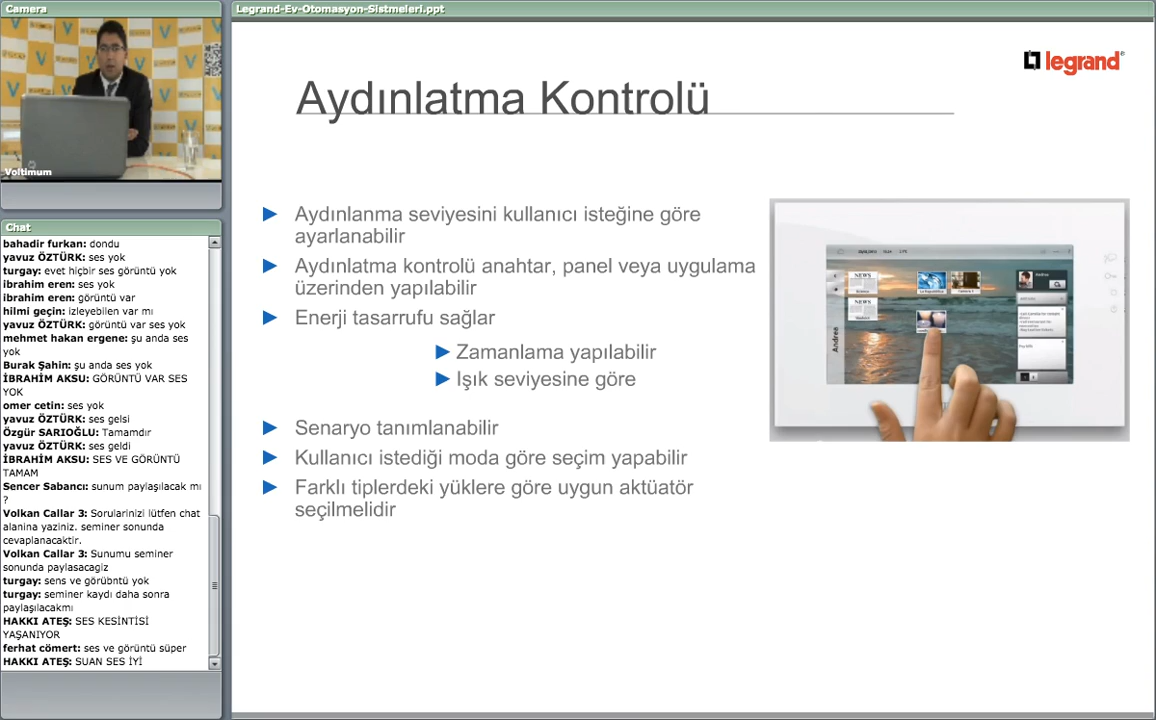 Camera
Voltimum
Chat
bahadir furkan: dondu
yavuz ÖZTÜRK: ses yok
turgay: evet hiçbir ses görüntü yok
ibrahim eren: ses yok
ibrahim eren: görüntü var
hilmi geçin: izleyebilen var mı
yavuz ÖZTÜRK: görüntü var ses yok
mehmet hakan ergene: şu anda ses
yok
Burak Şahin: şu anda ses yok
İBRAHİM AKSU: GÖRÜNTÜ VAR SES
YOK
omer cetin: ses yok
yavuz ÖZTÜRK: ses gelsi
Özgür SARIOĞLU: Tamamdır
yavuz ÖZTÜRK: ses geldi
İBRAHİM AKSU: SES VE GÖRÜNTÜ
TAMAM
Sencer Sabancı: sunum paylaşılacak mı
?
Volkan Callar 3: Sorularinizi lütfen chat
alanina yaziniz. seminer sonunda
cevaplanacaktir.
Volkan Callar 3: Sunumu seminer
sonunda paylasacagiz
turgay: sens ve görübntü yok
turgay: seminer kaydı daha sonra
paylaşılacakmı
HAKKI ATEŞ: SES KESİNTİSİ
YAŞANIYOR
ferhat cömert: ses ve görüntü süper
HAKKI ATEŞ: SUAN SES İYİ
Legrand-Ev-Otomasyon-Sistmeleri.ppt
legrand®
Aydınlatma Kontrolü
Aydınlanma seviyesini kullanıcı isteğine göre
ayarlanabilir
Aydınlatma kontrolü anahtar, panel veya uygulama
üzerinden yapılabilir
Enerji tasarrufu sağlar
Zamanlama yapılabilir
Işık seviyesine göre
Senaryo tanımlanabilir
Kullanıcı istediği moda göre seçim yapabilir
Farklı tiplerdeki yüklere göre uygun aktüatör
seçilmelidir
NEWS
NEWS
Andrea
Andrea